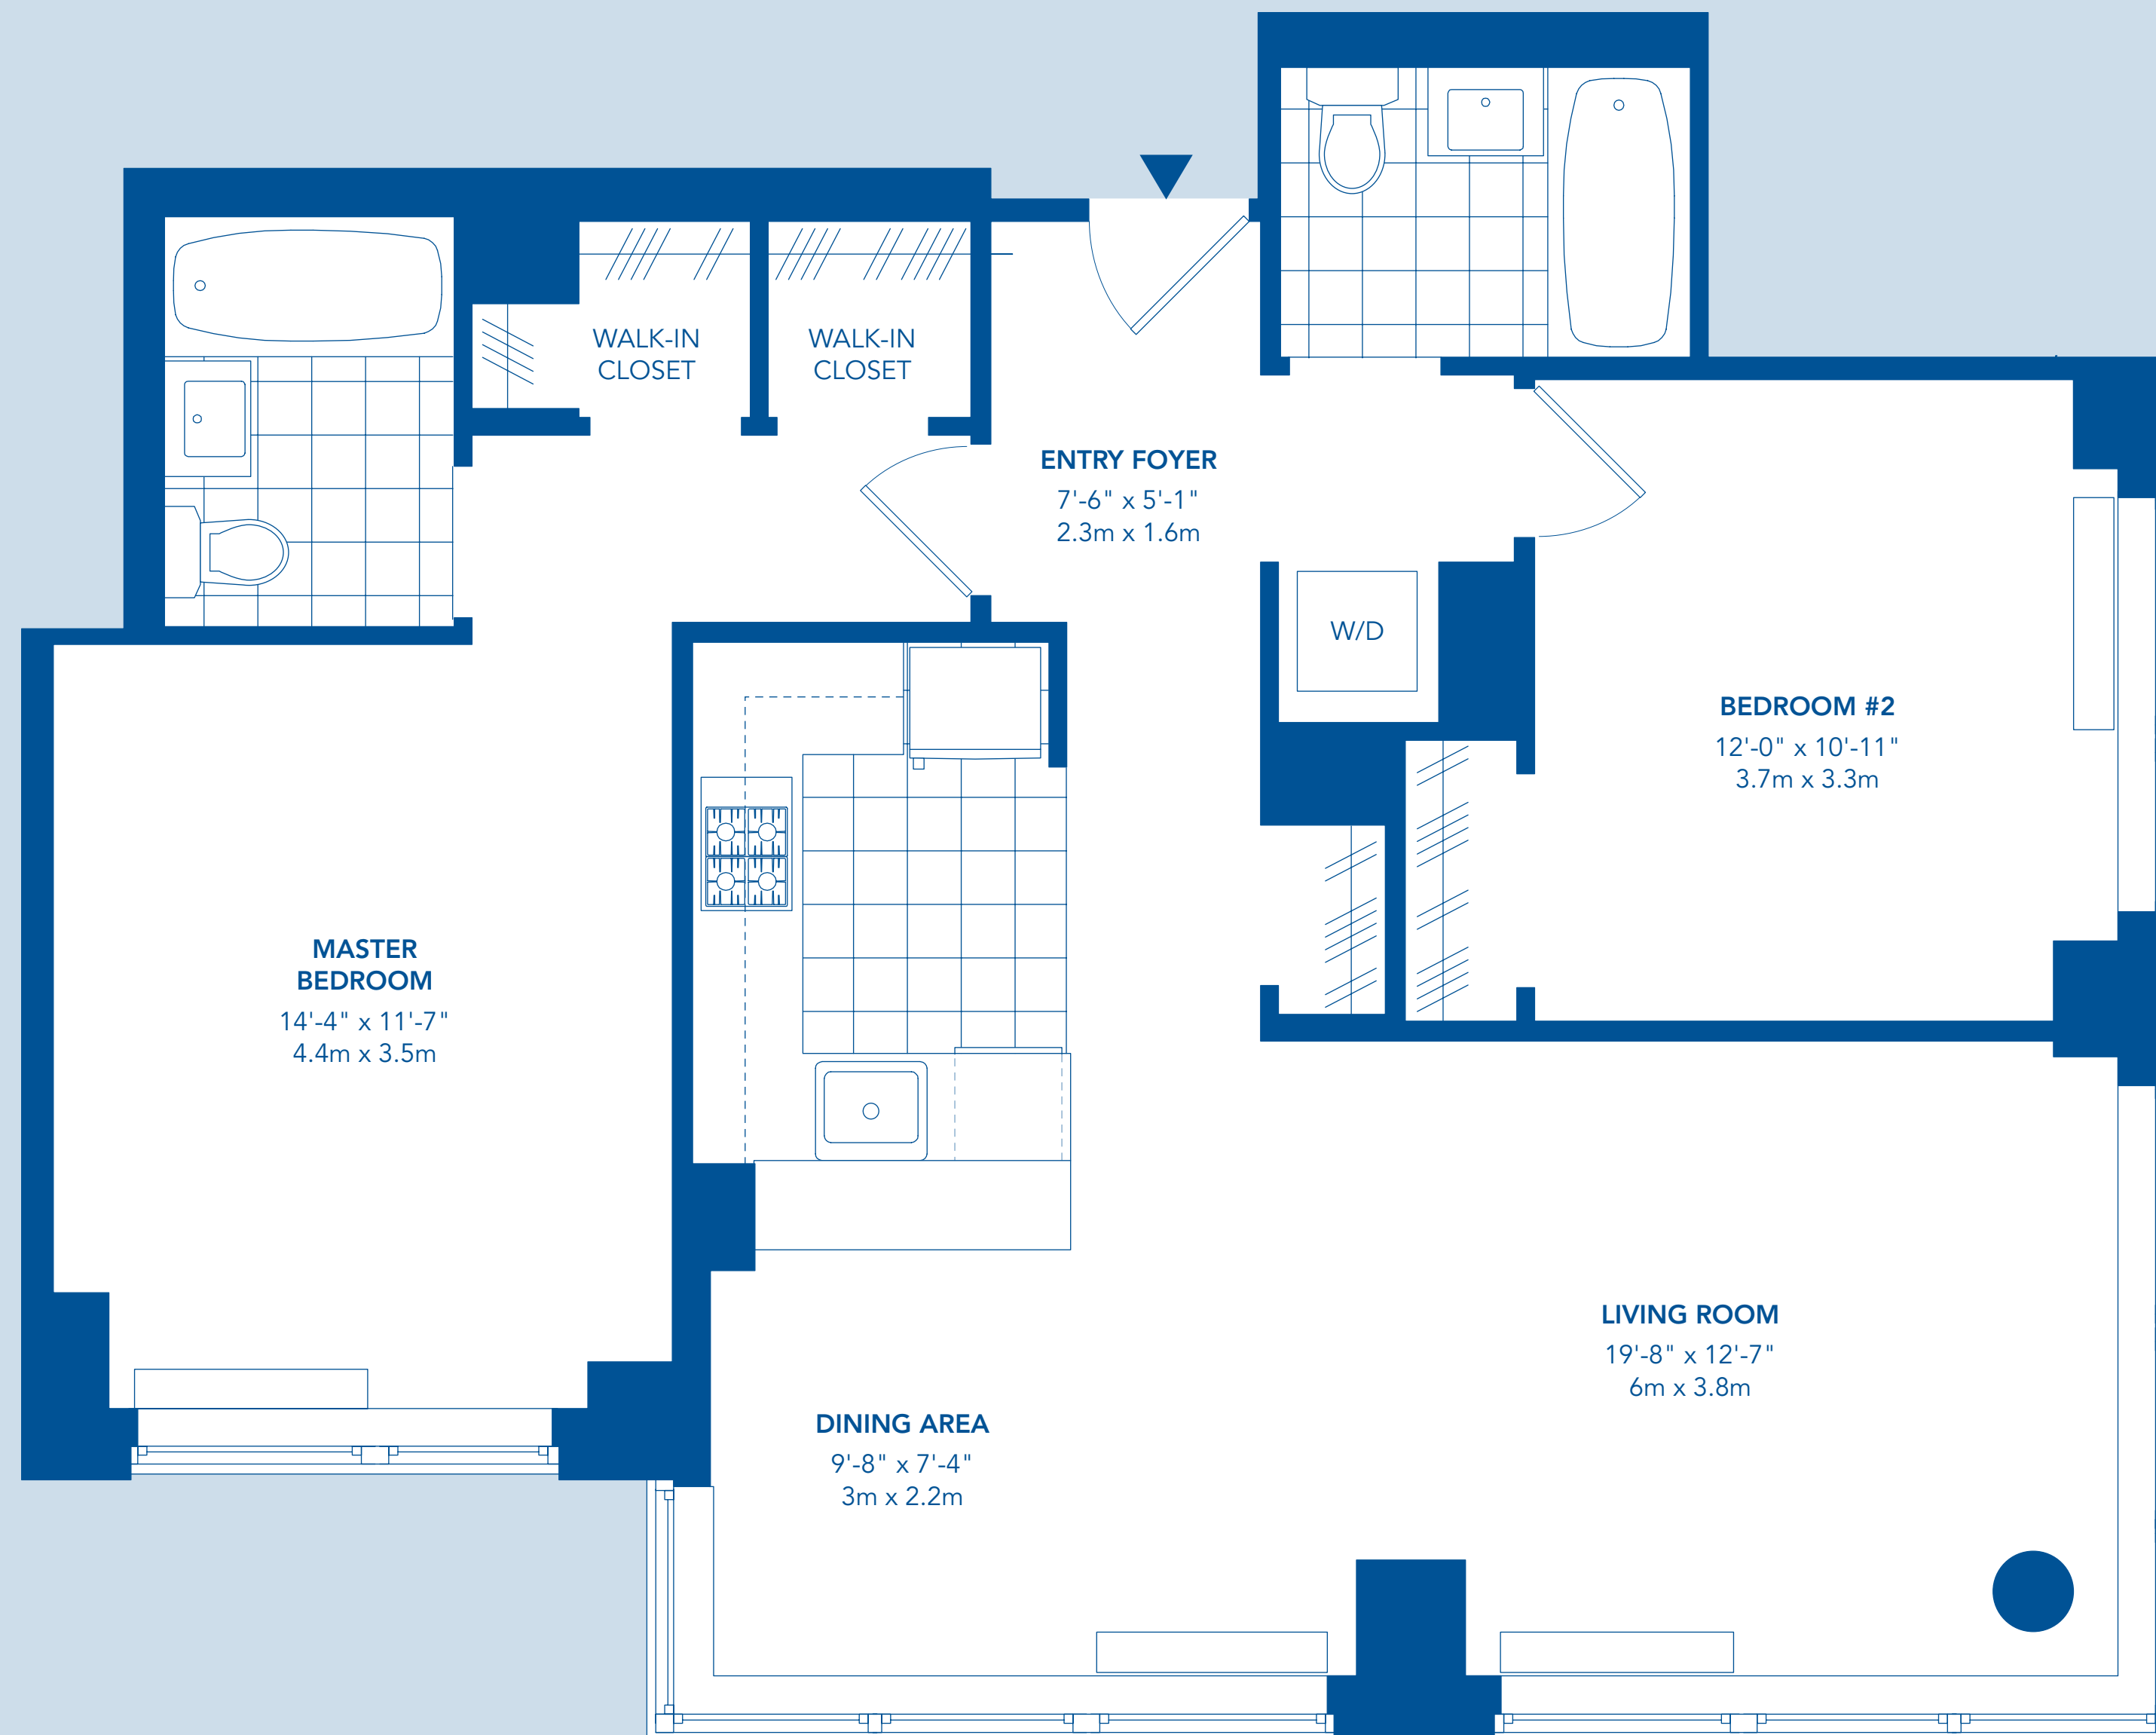 WALK-IN
CLOSET
WALK-IN
CLOSET
ENTRY FOYER
7'-6" x 5'-1"
2.3m x 1.6m
W/D
BEDROOM #2
12'-0" x 10'-11"
3.7m x 3.3m
MASTER
BEDROOM
14'-4" x 11'-7"
4.4m x 3.5m
LIVING ROOM
19'-8" x 12'-7"
6m x 3.8m
DINING AREA
9'-8" x 7'-4"
3m x 2.2m